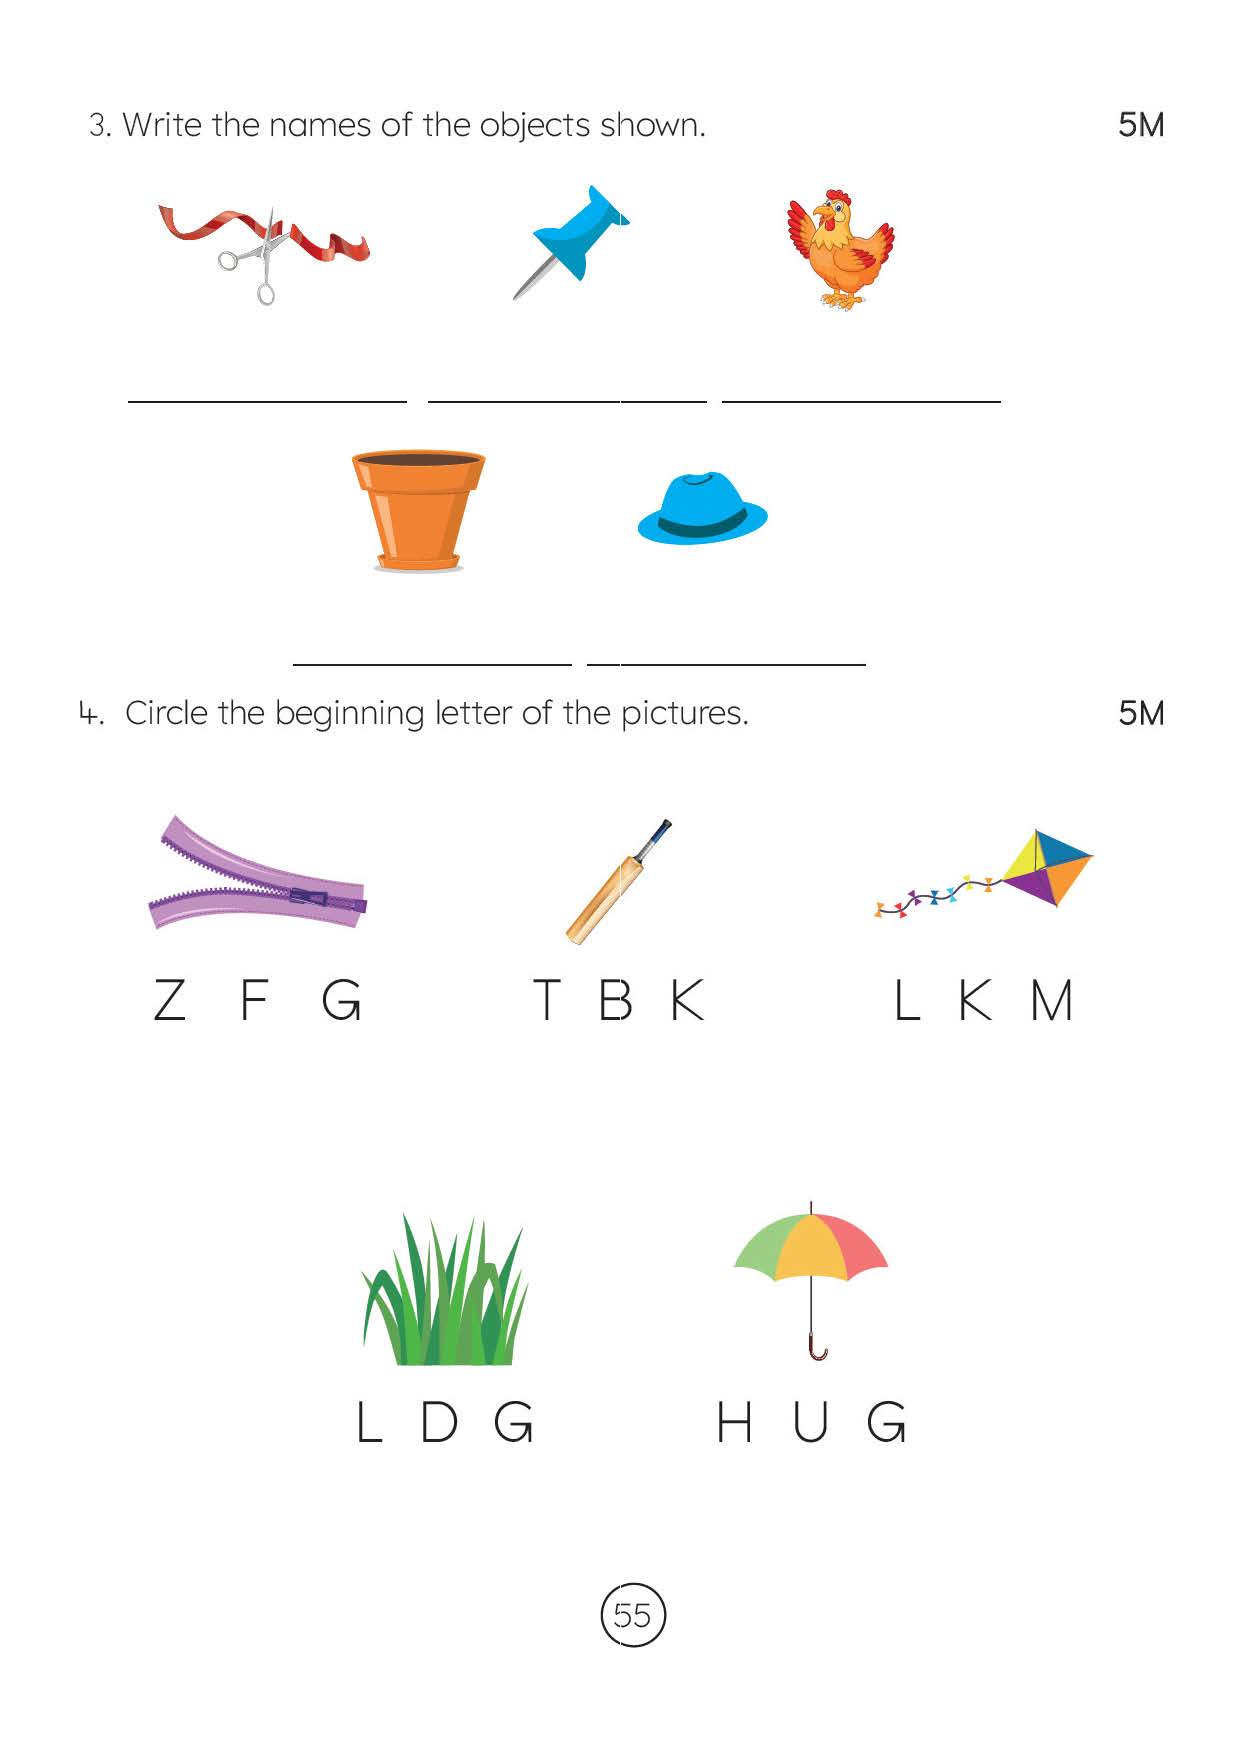 3. Write the names of the objects shown. 5M
4. Circle the beginning letter of the pictures. 5M
Z F G T B K L K M
L D G H U G
55